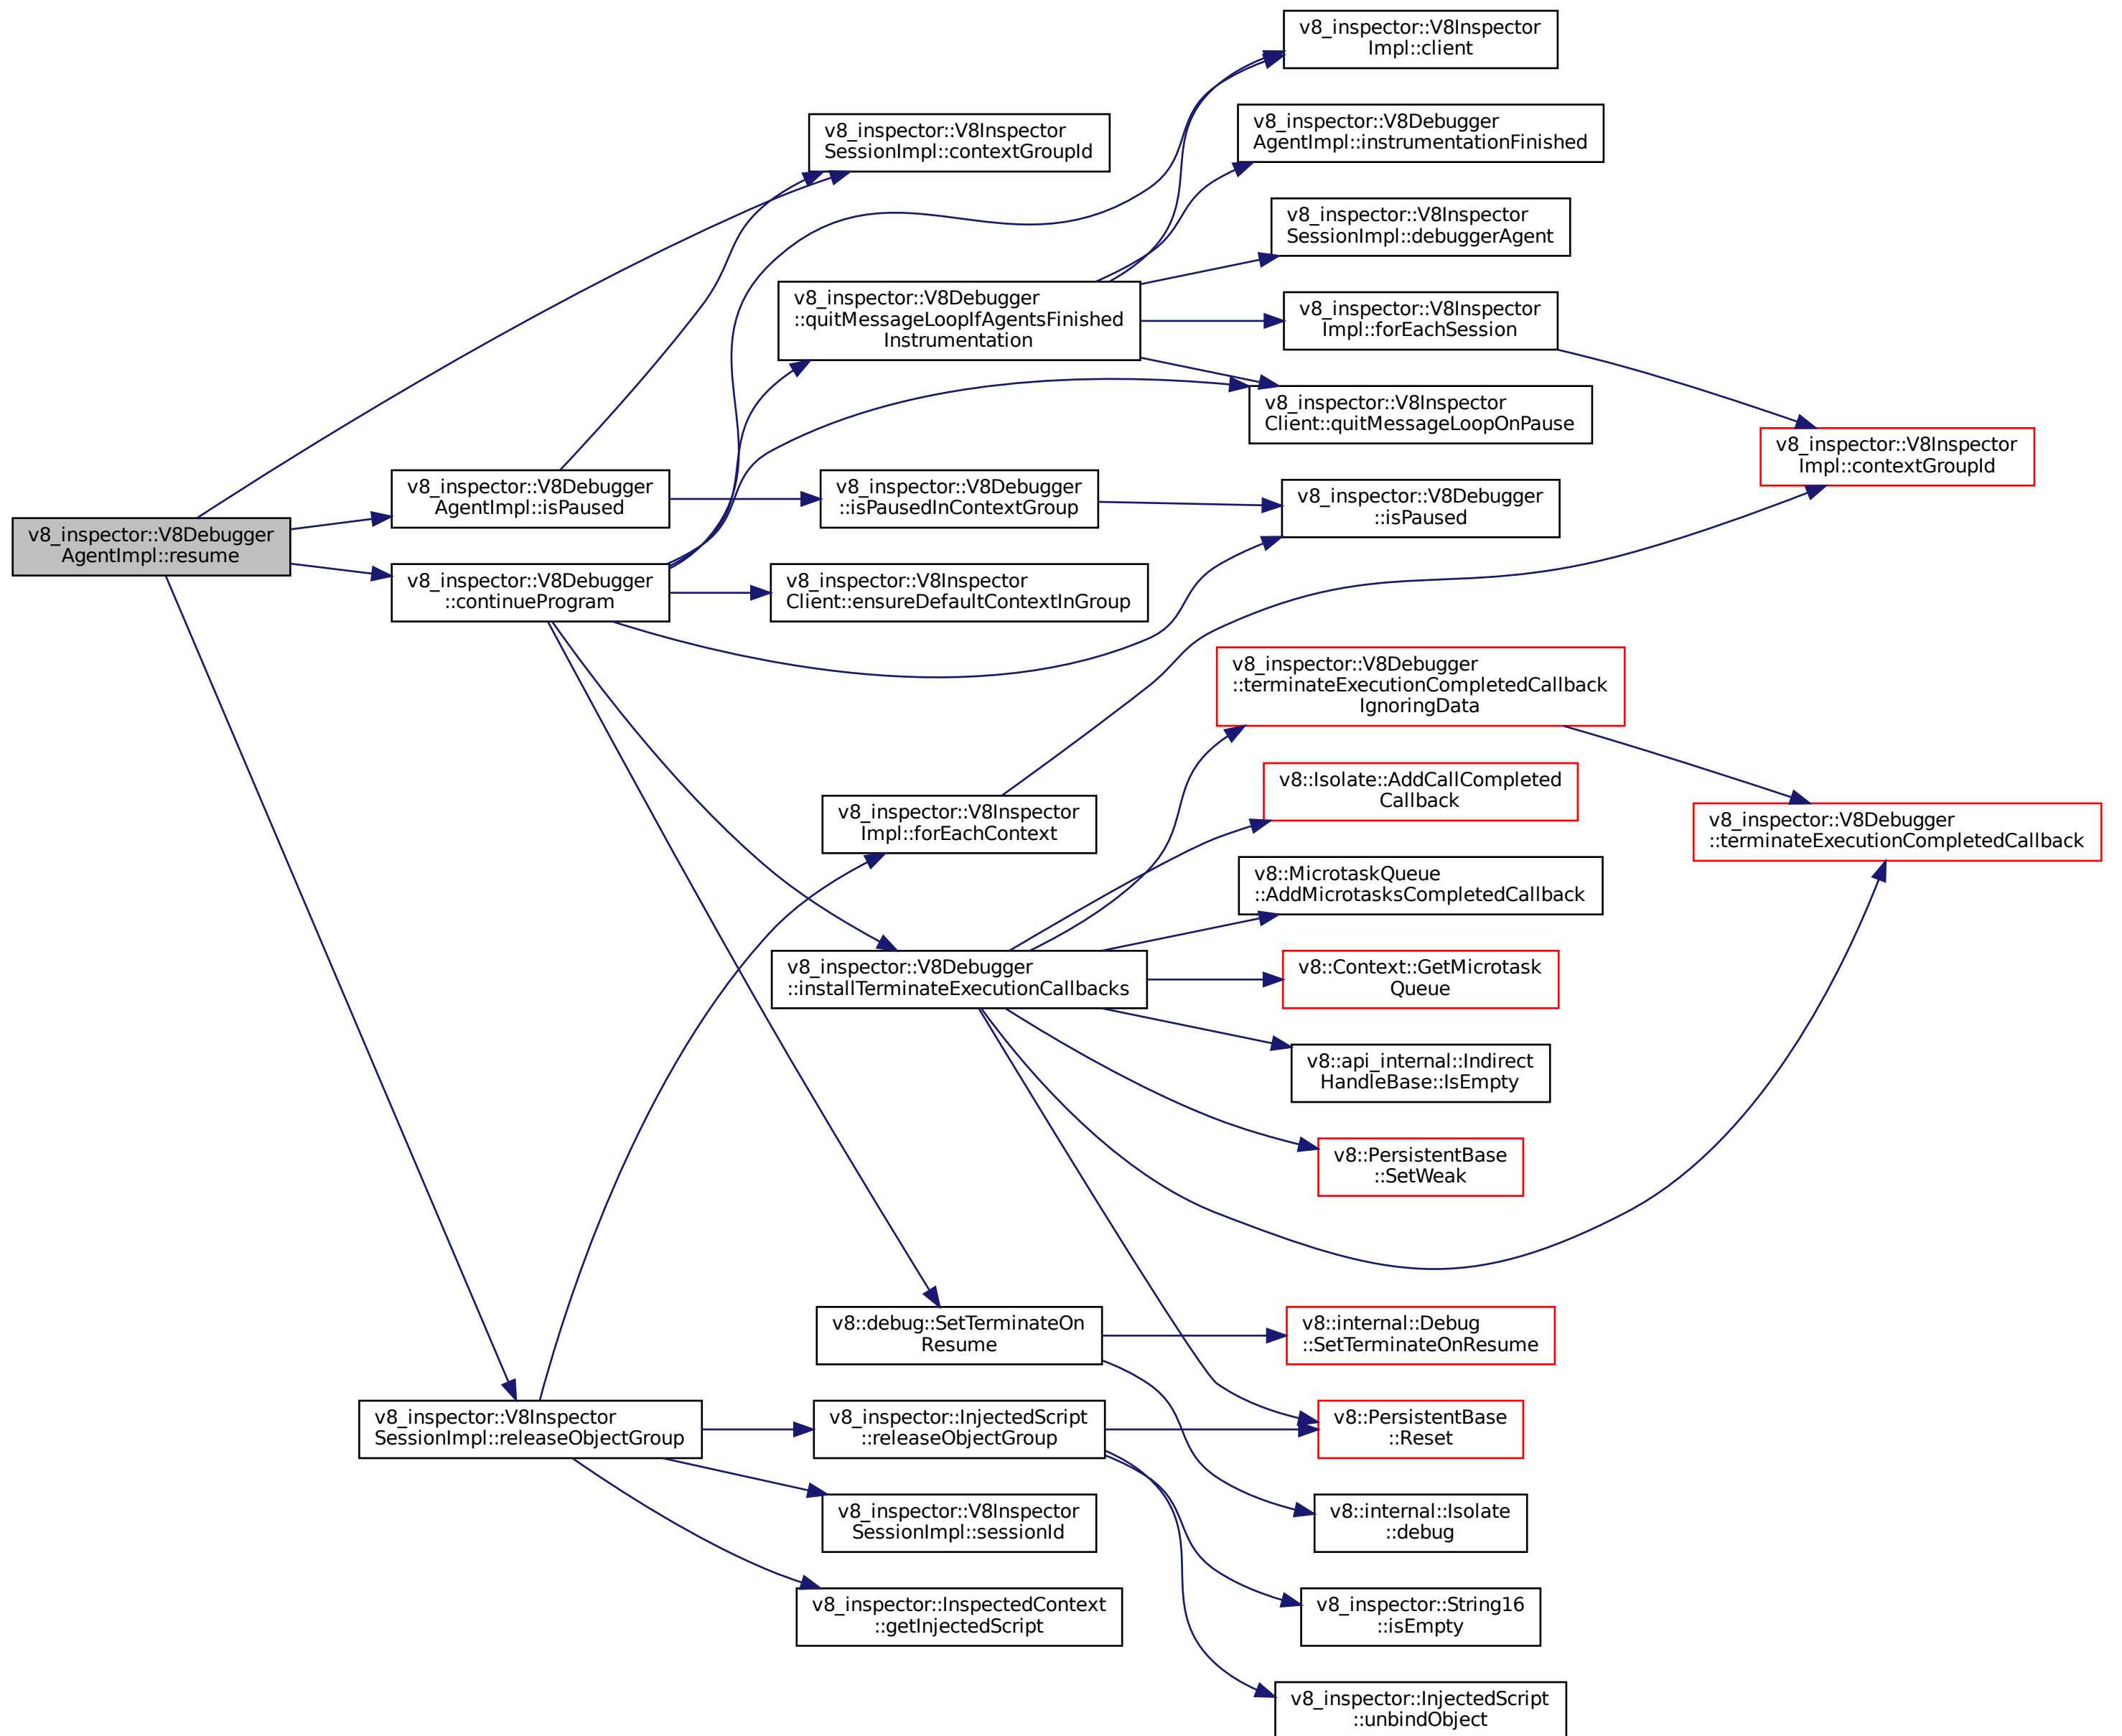 v8_inspector::V8Inspector
Impl::client
v8_inspector::V8Debugger
AgentImpl::instrumentationFinished
v8_inspector::V8Inspector
SessionImpl::contextGroupId
v8_inspector::V8Inspector
SessionImpl::debuggerAgent
v8_inspector::V8Debugger
::quitMessageLoopIfAgentsFinished
Instrumentation
v8_inspector::V8Inspector
Impl::forEachSession
v8_inspector::V8Inspector
Client::quitMessageLoopOnPause
v8_inspector::V8Inspector
Impl::contextGroupId
v8_inspector::V8Debugger
AgentImpl::isPaused
v8_inspector::V8Debugger
::isPausedInContextGroup
v8_inspector::V8Debugger
::isPaused
v8_inspector::V8Debugger
AgentImpl::resume
v8_inspector::V8Debugger
::continueProgram
v8_inspector::V8Inspector
Client::ensureDefaultContextInGroup
v8_inspector::V8Debugger
::terminateExecutionCompletedCallback
IgnoringData
v8::Isolate::AddCallCompleted
Callback
v8_inspector::V8Inspector
Impl::forEachContext
v8_inspector::V8Debugger
::terminateExecutionCompletedCallback
v8::MicrotaskQueue
::AddMicrotasksCompletedCallback
v8_inspector::V8Debugger
::installTerminateExecutionCallbacks
v8::Context::GetMicrotask
Queue
v8::api_internal::Indirect
HandleBase::IsEmpty
v8::PersistentBase
::SetWeak
v8::debug::SetTerminateOn
Resume
v8::internal::Debug
::SetTerminateOnResume
v8_inspector::V8Inspector
SessionImpl::releaseObjectGroup
v8_inspector::InjectedScript
::releaseObjectGroup
v8::PersistentBase
::Reset
v8_inspector::V8Inspector
SessionImpl::sessionId
v8::internal::Isolate
::debug
v8_inspector::InspectedContext
::getInjectedScript
v8_inspector::String16
::isEmpty
v8_inspector::InjectedScript
::unbindObject